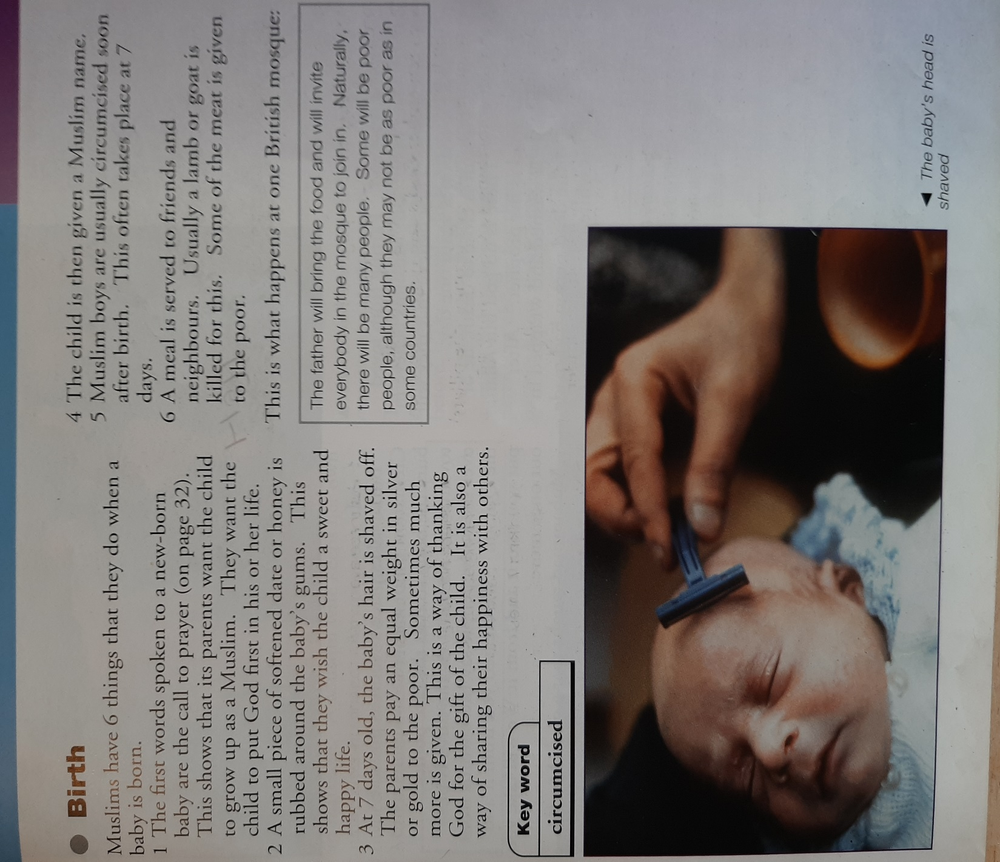 Birth
Muslims have 6 things that they do when a
baby is born.
1 The first words spoken to a new-born
baby are the call to prayer (on page 32).
This shows that its parents want the child
to grow up as a Muslim. They want the
child to put God first in his or her life.
2 A small piece of softened date or honey is
rubbed around the baby's gums. This
shows that they wish the child a sweet and
happy life.
3 At 7 days old, the baby's hair is shaved off.
The parents pay an equal weight in silver
or gold to the poor. Sometimes much
more is given. This is a way of thanking
God for the gift of the child. It is also a
way of sharing their happiness with others.
Key word
circumcised
4 The child is then given a Muslim name.
5 Muslim boys are usually circumcised soon
after birth. This often takes place at 7
days.
6 A meal is served to friends and
neighbours. Usually a lamb or goat is
killed for this. Some of the meat is given
to the poor.
This is what happens at one British mosque:
The father will bring the food and will invite
everybody in the mosque to join in. Naturally,
there will be many people. Some will be poor
people, although they may not be as poor as in
some countries.
◄ The baby's head is
shaved